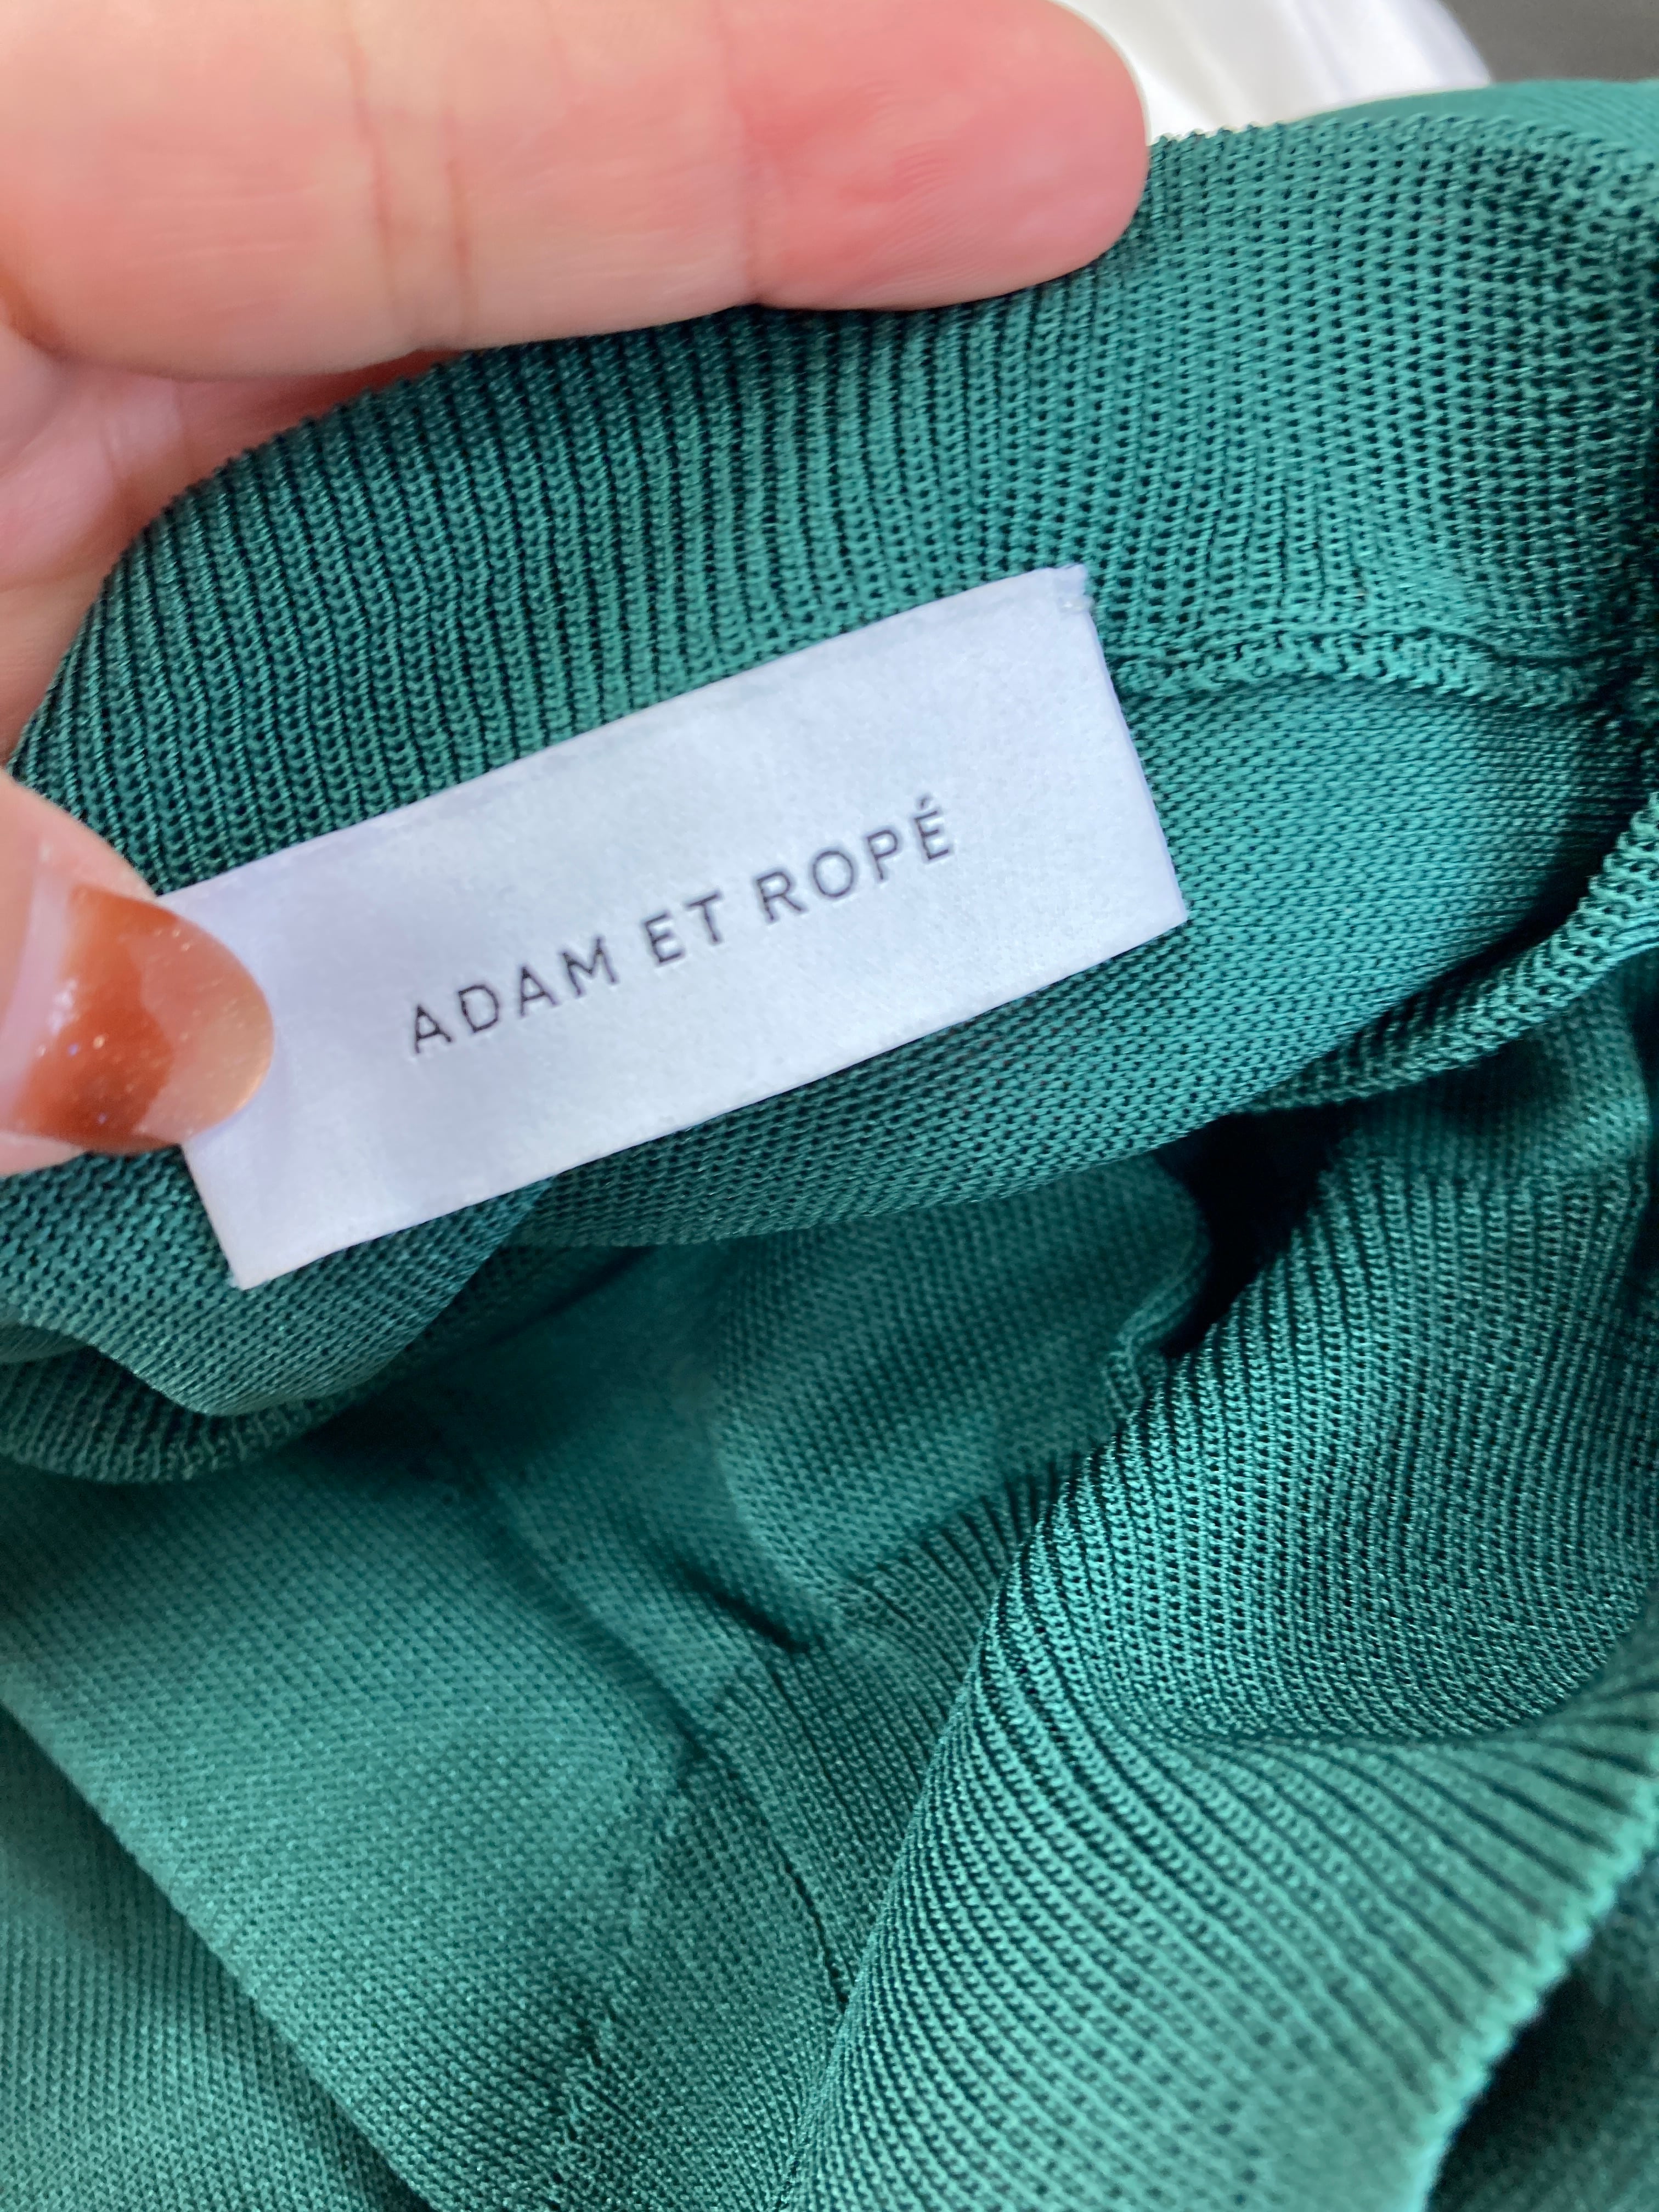 ADAM ET ROPÉ